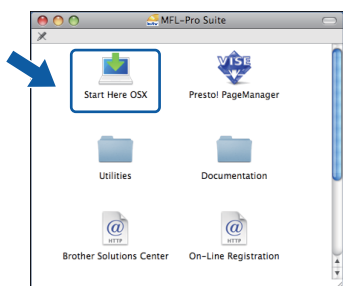 MFL-Pro Suite
VISE
Start Here OSX
Presto! PageManager
Utilities
Documentation
@
HTTP
@
HTTP
Brother Solutions Center
On-Line Registration